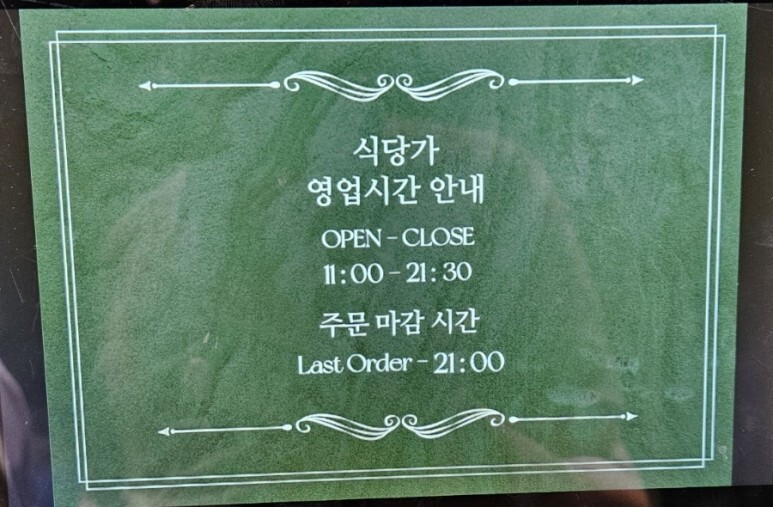 식당가
영업시간 안내
OPEN - CLOSE
11:00 - 21:30
주문 마감 시간
Last Order - 21:00